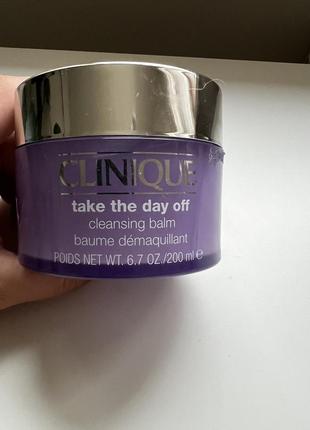 CLINIQUE
take the day off
cleansing balm
baume démaquillant
POIDS NET WT. 6.7 OZ./200 ml ℮